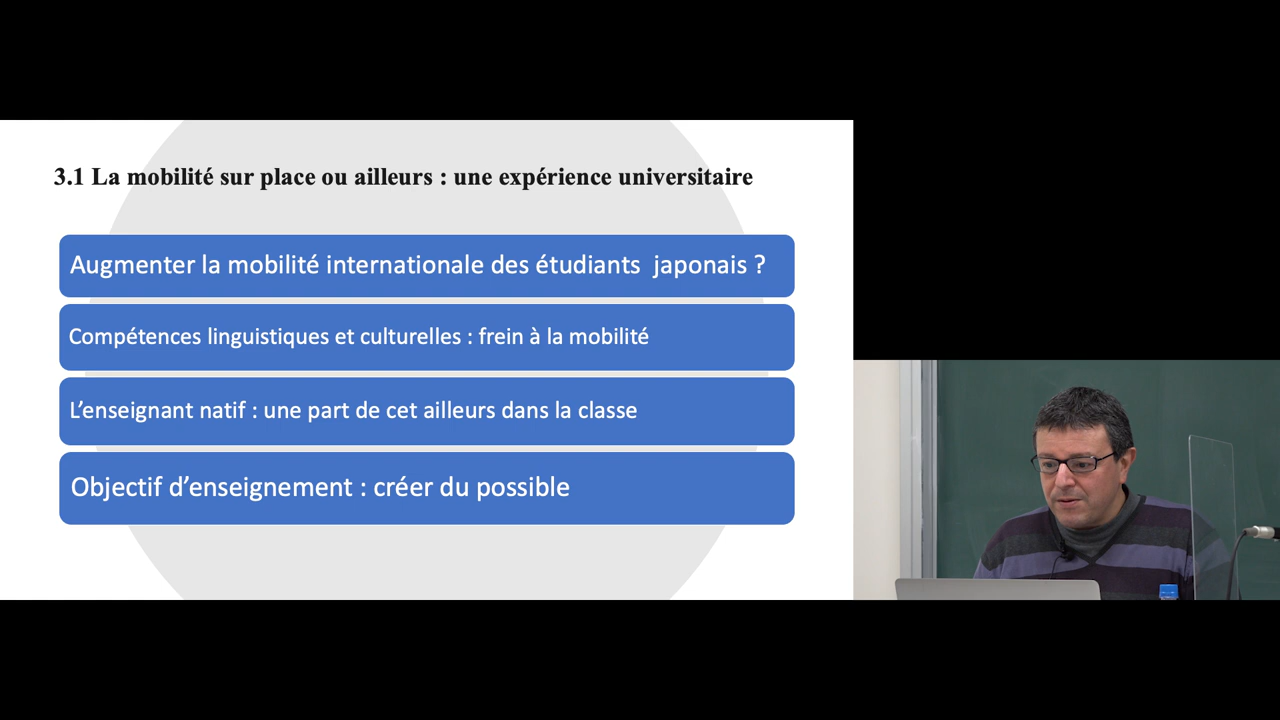 3.1 La mobilité sur place ou ailleurs : une expérience universitaire
Augmenter la mobilité internationale des étudiants  japonais ?
Compétences linguistiques et culturelles : frein à la mobilité
L’enseignant natif : une part de cet ailleurs dans la classe
Objectif d’enseignement : créer du possible